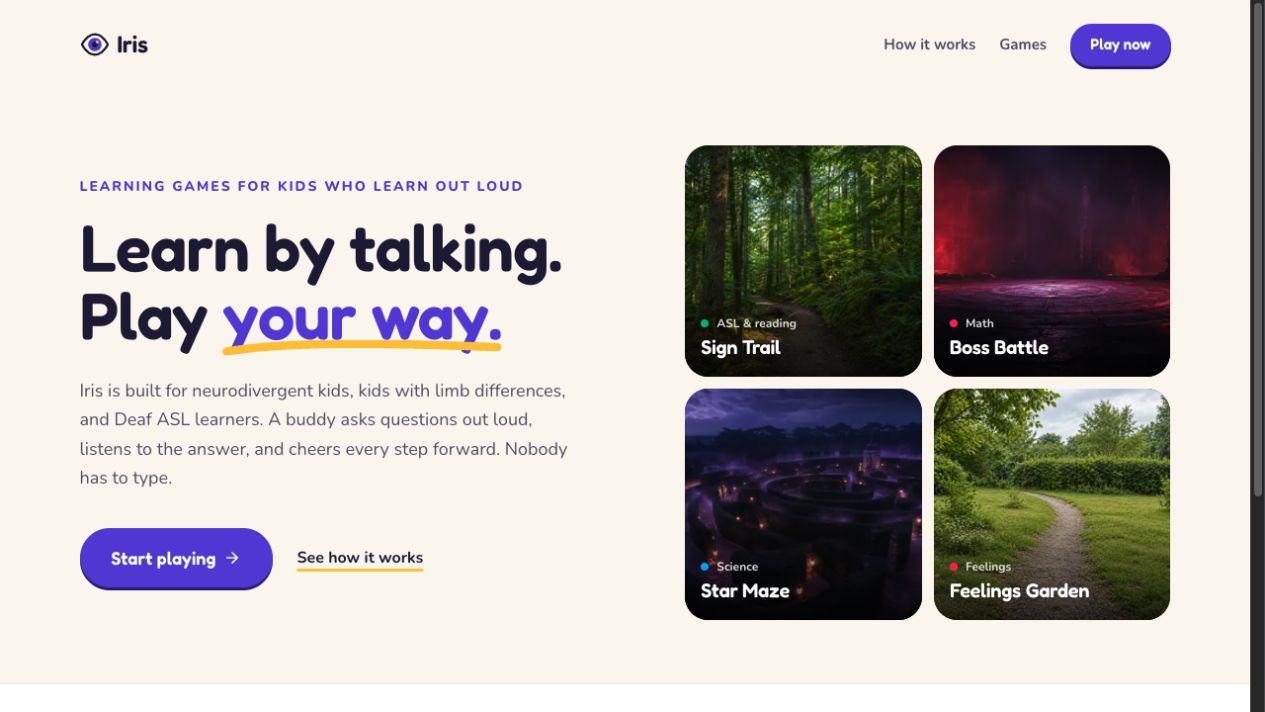 Iris
How it works
Games
Play now
LEARNING GAMES FOR KIDS WHO LEARN OUT LOUD
Learn by talking.
Play your way.
Iris is built for neurodivergent kids, kids with limb differences,
and Deaf ASL learners. A buddy asks questions out loud,
listens to the answer, and cheers every step forward. Nobody
has to type.
Start playing →
See how it works
ASL & reading
Sign Trail
Math
Boss Battle
Science
Star Maze
Feelings
Feelings Garden